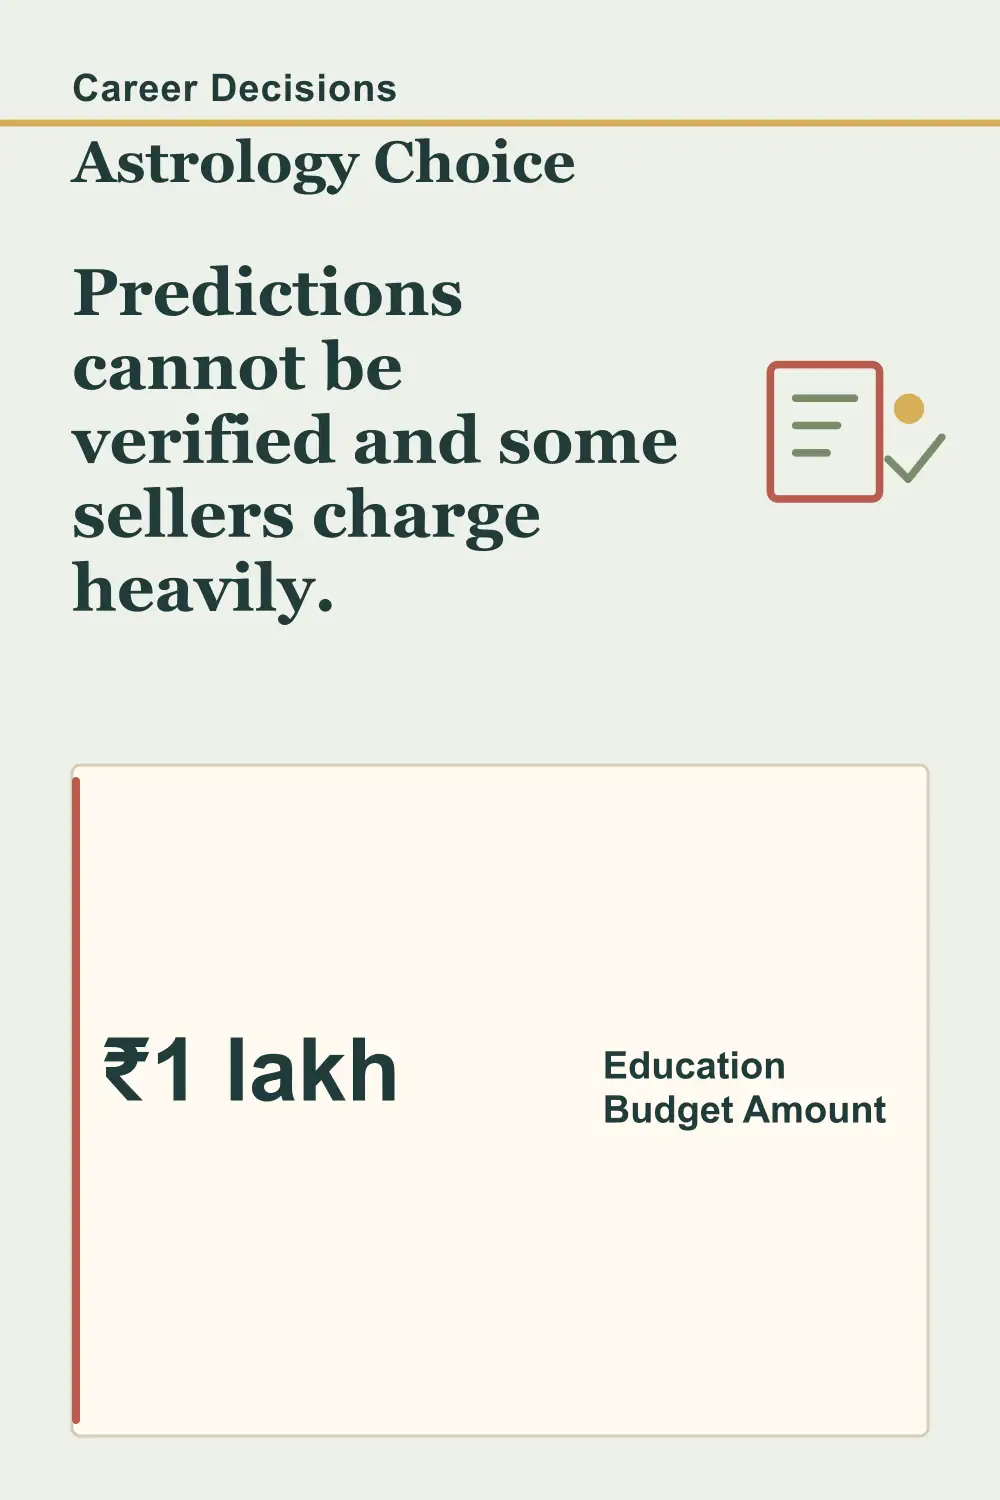 Career Decisions
Astrology Choice
Predictions
cannot be
verified and some
sellers charge
heavily.
₹1 lakh
Education
Budget Amount